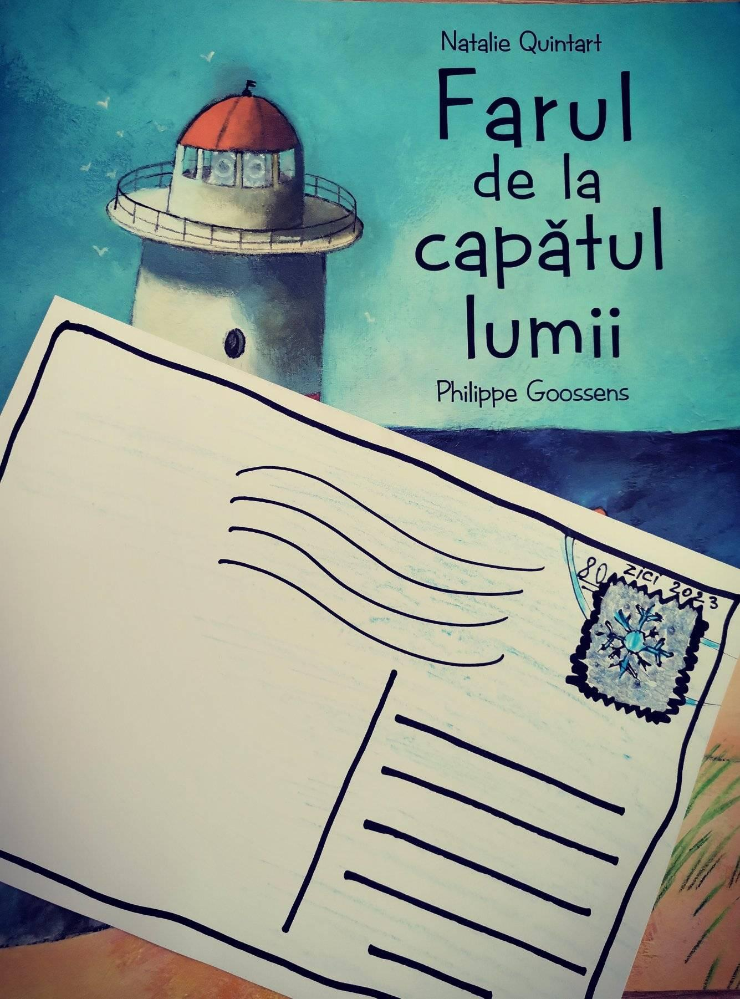 Natalie Quintart
Farul
de la
capătul
lumii
Philippe Goossens
80 ZICI 2023